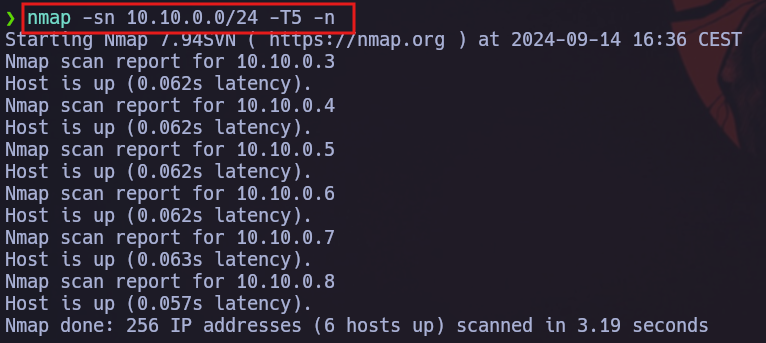 ❯ nmap -sn 10.10.0.0/24 -T5 -n
Starting Nmap 7.94SVN ( https://nmap.org ) at 2024-09-14 16:36 CEST
Nmap scan report for 10.10.0.3
Host is up (0.062s latency).
Nmap scan report for 10.10.0.4
Host is up (0.062s latency).
Nmap scan report for 10.10.0.5
Host is up (0.062s latency).
Nmap scan report for 10.10.0.6
Host is up (0.062s latency).
Nmap scan report for 10.10.0.7
Host is up (0.063s latency).
Nmap scan report for 10.10.0.8
Host is up (0.057s latency).
Nmap done: 256 IP addresses (6 hosts up) scanned in 3.19 seconds